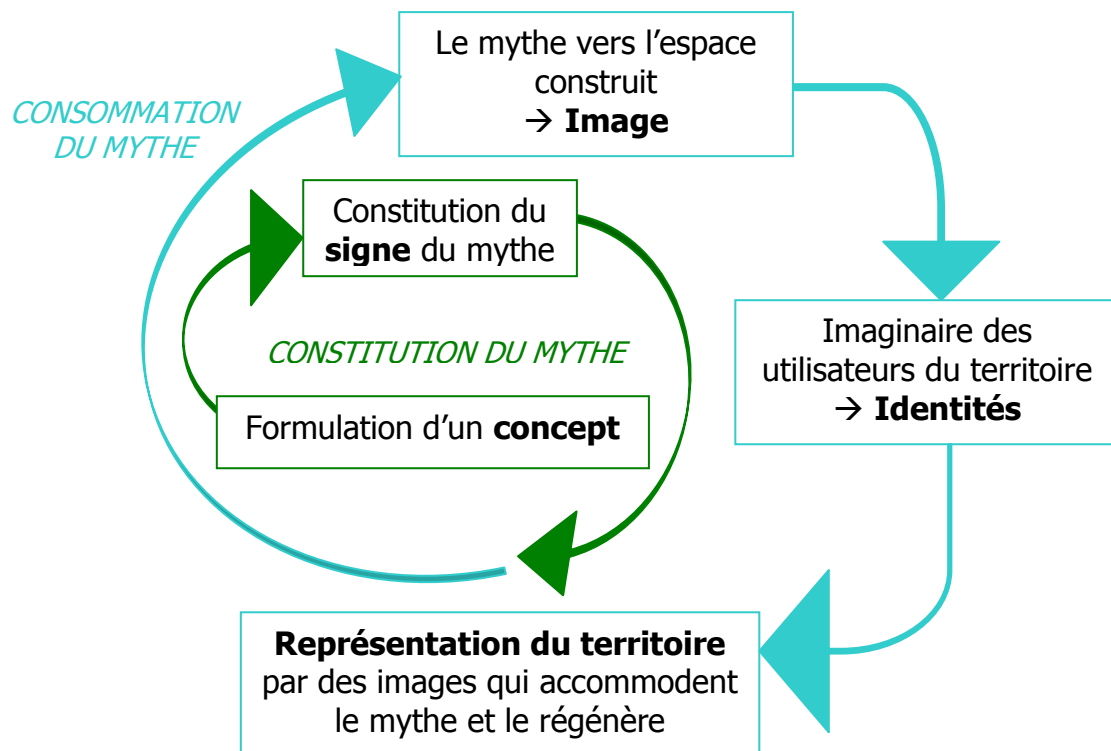 Le mythe vers l’espace
construit
→ Image
CONSOMMATION
DU MYTHE
Constitution du
signe du mythe
CONSTITUTION DU MYTHE
Formulation d’un concept
Imaginaire des
utilisateurs du territoire
→ Identités
Représentation du territoire
par des images qui accommodent
le mythe et le régénère